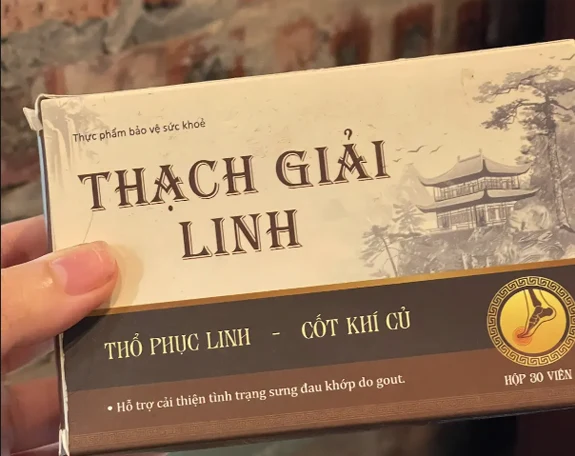 Thực phẩm bảo vệ sức khoẻ
THẠCH GIẢI
LINH
THỔ PHỤC LINH - CỐT KHÍ CỦ
• Hỗ trợ cải thiện tình trạng sưng đau khớp do gout.
HỘP 30 VIÊN